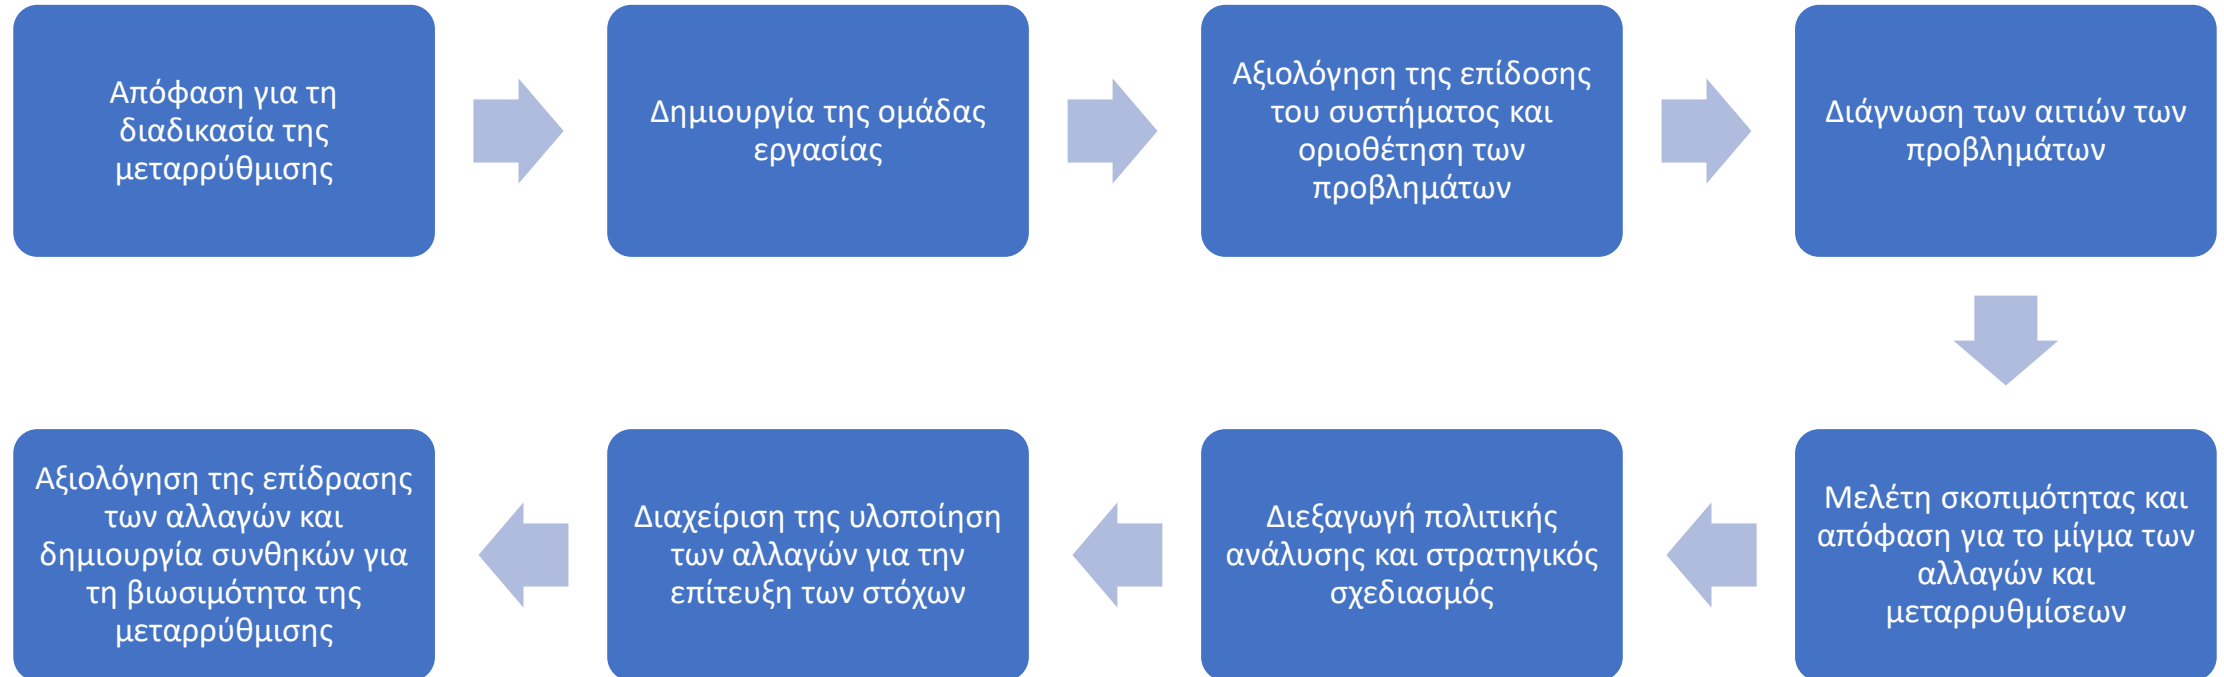 Απόφαση για τη
διαδικασία της
μεταρρύθμισης
Δημιουργία της ομάδας
εργασίας
Αξιολόγηση της επίδοσης
του συστήματος και
οριοθέτηση των
προβλημάτων
Διάγνωση των αιτιών των
προβλημάτων
Μελέτη σκοπιμότητας και
απόφαση για το μίγμα των
αλλαγών και
μεταρρυθμίσεων
Διεξαγωγή πολιτικής
ανάλυσης και στρατηγικός
σχεδιασμός
Διαχείριση της υλοποίηση
των αλλαγών για την
επίτευξη των στόχων
Αξιολόγηση της επίδρασης
των αλλαγών και
δημιουργία συνθηκών για
τη βιωσιμότητα της
μεταρρύθμισης